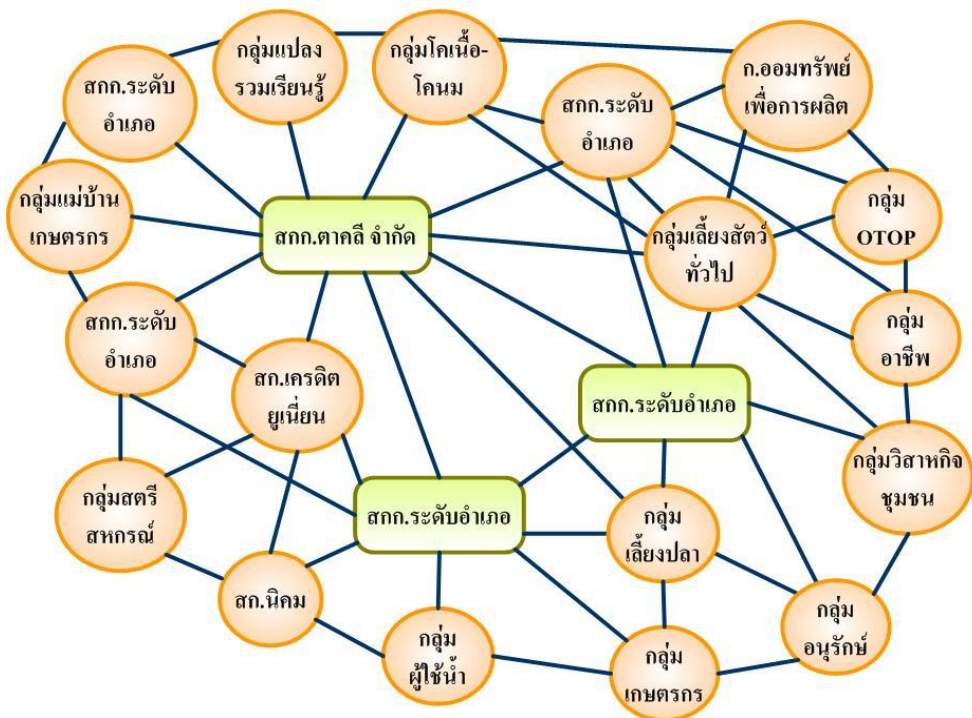 กลุ่มแปลง
รวมเรียนรู้
กลุ่มโคเนื้อ-
โคนม
สกก.ระดับ
อำเภอ
สกก.ระดับ
อำเภอ
ก.ออมทรัพย์
เพื่อการผลิต
กลุ่มแม่บ้าน
เกษตรกร
สกก.ตาคลี จำกัด
กลุ่มเลี้ยงสัตว์
ทั่วไป
กลุ่ม
OTOP
สกก.ระดับ
อำเภอ
สก.เครดิต
ยูเนี่ยน
สกก.ระดับอำเภอ
กลุ่ม
อาชีพ
กลุ่มสตรี
สหกรณ์
สกก.ระดับอำเภอ
กลุ่ม
เลี้ยงปลา
กลุ่มวิสาหกิจ
ชุมชน
สก.นิคม
กลุ่ม
ผู้ใช้น้ำ
กลุ่ม
เกษตรกร
กลุ่ม
อนุรักษ์